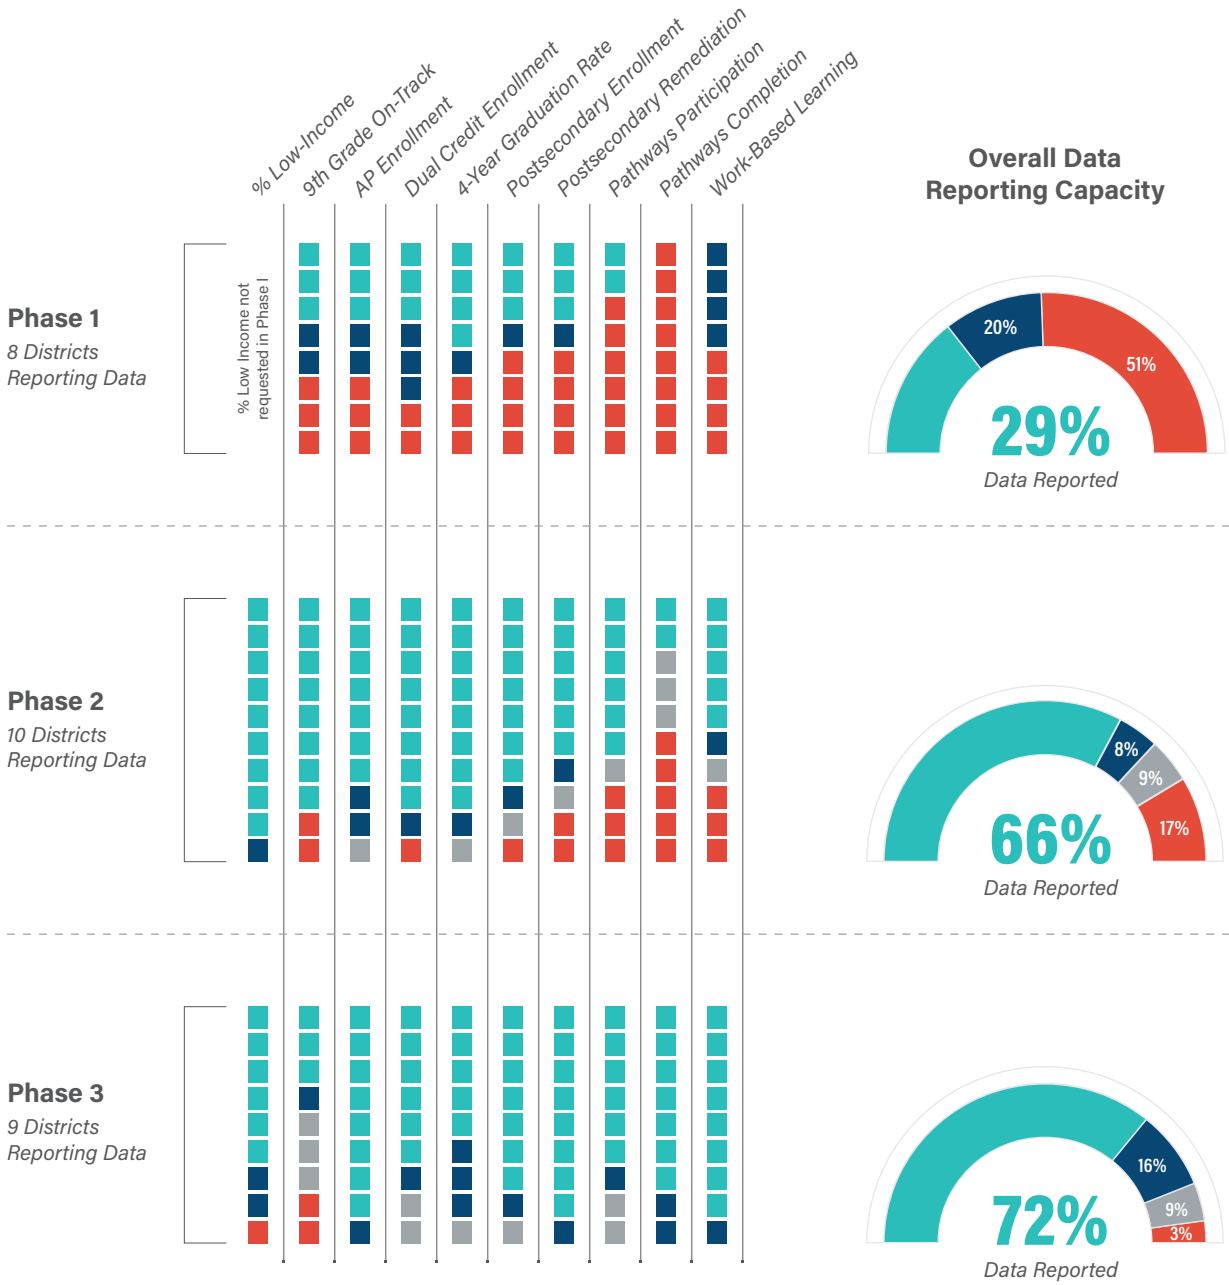 % Low-Income
9th Grade On-Track
AP Enrollment
Dual Credit Enrollment
4-Year Graduation Rate
Postsecondary Enrollment
Postsecondary Remediation
Pathways Participation
Pathways Completion
Work-Based Learning
Overall Data
Reporting Capacity
Phase 1
8 Districts
Reporting Data
% Low Income not
requested in Phase I
20%
51%
29%
Data Reported
Phase 2
10 Districts
Reporting Data
8%
9%
17%
66%
Data Reported
Phase 3
9 Districts
Reporting Data
16%
9%
3%
72%
Data Reported